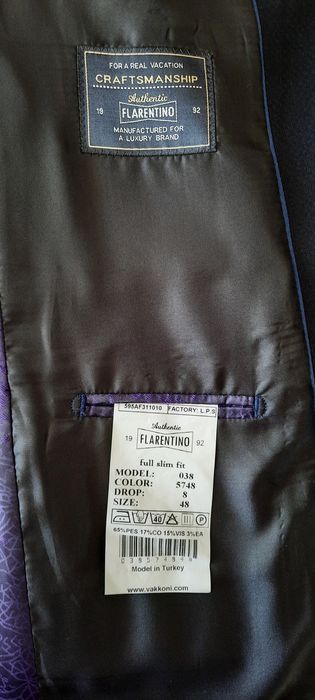 FOR A REAL VACATION
CRAFTSMANSHIP
Authentic
19 FLARENTINO 92
MANUFACTURED FOR
A LUXURY BRAND
595AF311010 FACTORY: L.P.S
Authentic
19 FLARENTINO 92
full slim fit
MODEL: 038
COLOR: 5748
DROP: 8
SIZE: 48
40 A P
65%PES 17%CO 15%VIS 3%EA
Model in Turkey
www.vakkoni.com